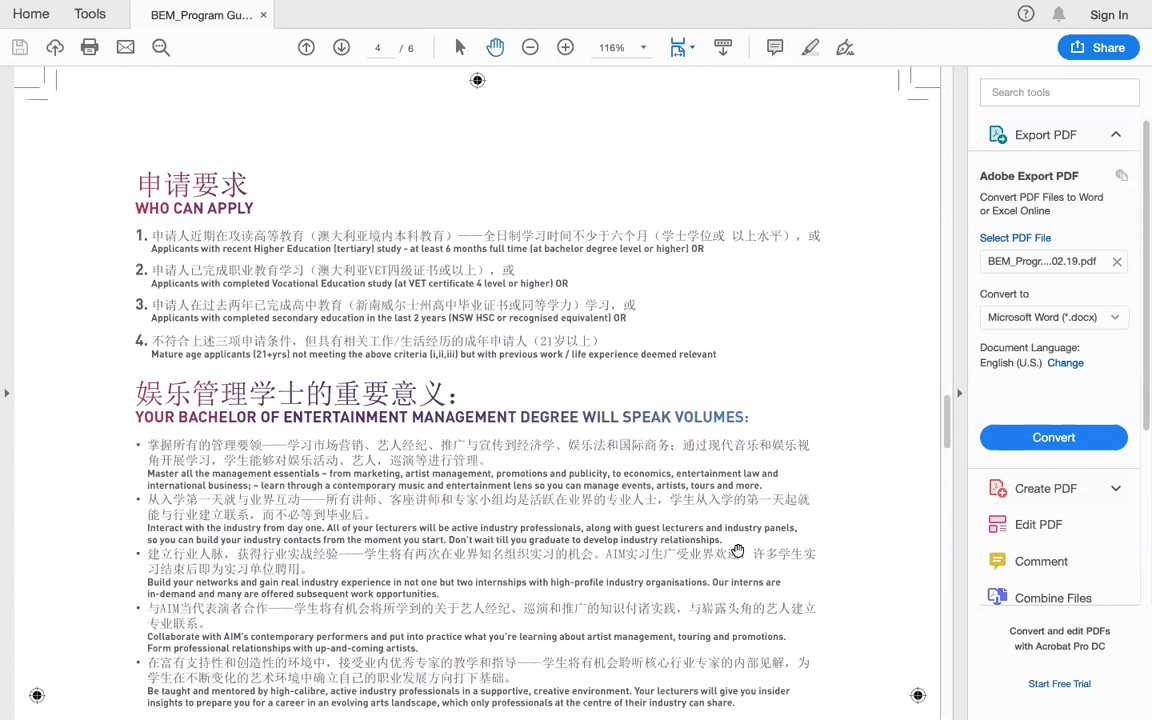 Home
Tools
BEM_Program Gu...
Sign In
4 / 6
116%
Share
申请要求
WHO CAN APPLY
1. 申请人近期在攻读高等教育（澳大利亚境内本科教育）——全日制学习时间不少于六个月（学士学位或 以上水平），或
Applicants with recent Higher Education (tertiary) study - at least 6 months full time (at bachelor degree level or higher) OR
2. 申请人已完成职业教育学习（澳大利亚VET四级证书或以上），或
Applicants with completed Vocational Education study (at VET certificate 4 level or higher) OR
3. 申请人在过去两年已完成高中教育（新南威尔士州高中毕业证书或同等学力）学习，或
Applicants with completed secondary education in the last 2 years (NSW HSC or recognised equivalent) OR
4. 不符合上述三项申请条件，但具有相关工作/生活经历的成年申请人（21岁以上）
Mature age applicants (21+yrs) not meeting the above criteria (i,ii,iii) but with previous work / life experience deemed relevant
娱乐管理学士的重要意义：
YOUR BACHELOR OF ENTERTAINMENT MANAGEMENT DEGREE WILL SPEAK VOLUMES:
• 掌握所有的管理要领——学习市场营销、艺人经纪、推广与宣传到经济学、娱乐法和国际商务；通过现代音乐和娱乐视
角开展学习，学生能够对娱乐活动、艺人，巡演等进行管理。
Master all the management essentials – from marketing, artist management, promotions and publicity, to economics, entertainment law and
international business; – learn through a contemporary music and entertainment lens so you can manage events, artists, tours and more.
• 从入学第一天就与业界互动——所有讲师、客座讲师和专家小组均是活跃在业界的专业人士，学生从入学的第一天起就
能与行业建立联系，而不必等到毕业后。
Interact with the industry from day one. All of your lecturers will be active industry professionals, along with guest lecturers and industry panels,
so you can build your industry contacts from the moment you start. Don't wait till you graduate to develop industry relationships.
• 建立行业人脉，获得行业实战经验——学生将有两次在业界知名组织实习的机会。AIM实习生广受业界欢 许多学生实
习结束后即为实习单位聘用。
Build your networks and gain real industry experience in not one but two internships with high-profile industry organisations. Our interns are
in-demand and many are offered subsequent work opportunities.
• 与AIM当代表演者合作——学生将有机会将所学到的关于艺人经纪、巡演和推广的知识付诸实践，与崭露头角的艺人建立
专业联系。
Collaborate with AIM's contemporary performers and put into practice what you're learning about artist management, touring and promotions.
Form professional relationships with up-and-coming artists.
• 在富有支持性和创造性的环境中，接受业内优秀专家的教学和指导——学生将有机会聆听核心行业专家的内部见解，为
学生在不断变化的艺术环境中确立自己的职业发展方向打下基础。
Be taught and mentored by high-calibre, active industry professionals in a supportive, creative environment. Your lecturers will give you insider
insights to prepare you for a career in an evolving arts landscape, which only professionals at the centre of their industry can share.
Search tools
Export PDF
Adobe Export PDF
Convert PDF Files to Word
or Excel Online
Select PDF File
BEM_Progr....02.19.pdf
Convert to
Microsoft Word (*.docx)
Document Language:
English (U.S.) Change
Convert
Create PDF
Edit PDF
Comment
Combine Files
Convert and edit PDFs
with Acrobat Pro DC
Start Free Trial